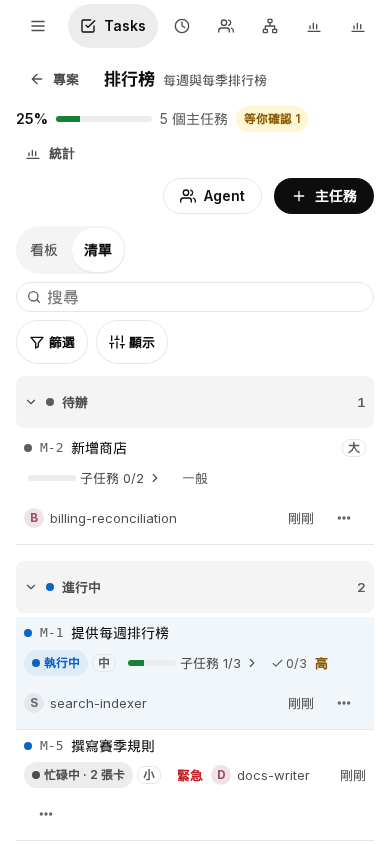 Tasks
專案 排行榜 每週與每季排行榜
25% 5 個主任務 等你確認 1
統計
Agent 主任務
看板 清單
搜尋
篩選 顯示
待辦 1
M-2 新增商店 大
子任務 0/2 一般
B billing-reconciliation 剛剛 •••
進行中 2
M-1 提供每週排行榜
執行中 中 子任務 1/3 0/3 高
S search-indexer 剛剛 •••
M-5 撰寫賽季規則
忙碌中 · 2 張卡 小 緊急 D docs-writer 剛剛
•••